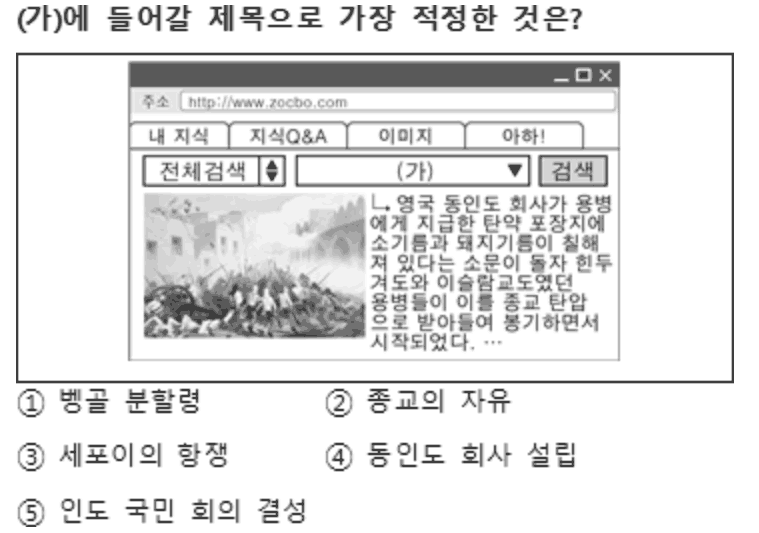 (가)에 들어갈 제목으로 가장 적정한 것은?
주소 http://www.zocbo.com
내 지식 지식Q&A 이미지 아하!
전체검색 (가) ▼ 검색
ㄴ. 영국 동인도 회사가 용병
에게 지급한 탄약 포장지에
소기름과 돼지기름이 칠해
져 있다는 소문이 돌자 힌두
교도와 이슬람교도였던
용병들이 이를 종교 탄압
으로 받아들여 봉기하면서
시작되었다. …
① 벵골 분할령 ② 종교의 자유
③ 세포이의 항쟁 ④ 동인도 회사 설립
⑤ 인도 국민 회의 결성